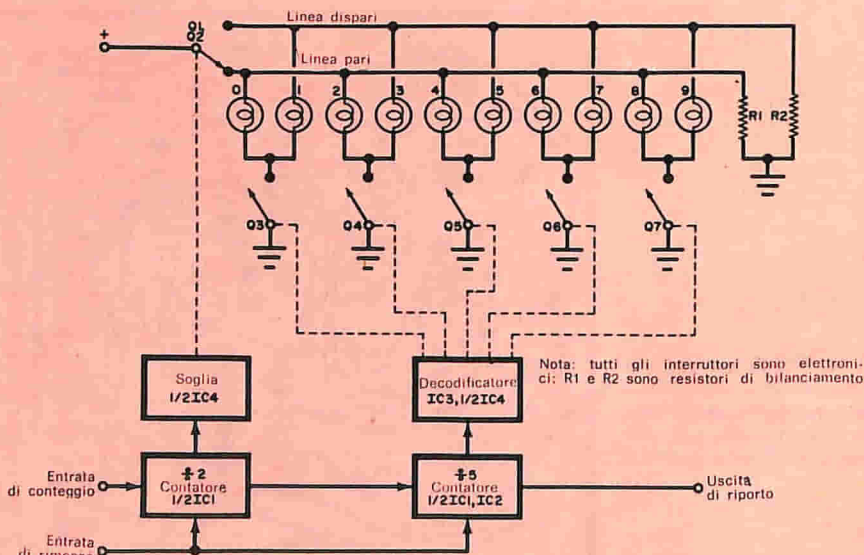 Linea dispari
+
Q1
Q2
Linea pari
0 1 2 3 4 5 6 7 8 9
R1 R2
Q3 Q4 Q5 Q6 Q7
Soglia
1/2IC4
Decodificatore
IC3, 1/2IC4
Nota: tutti gli interruttori sono elettroni-
ci: R1 e R2 sono resistori di bilanciamento
Entrata
di conteggio
÷2
Contatore
1/2IC1
÷5
Contatore
1/2IC1, IC2
Uscita
di riporto
Entrata